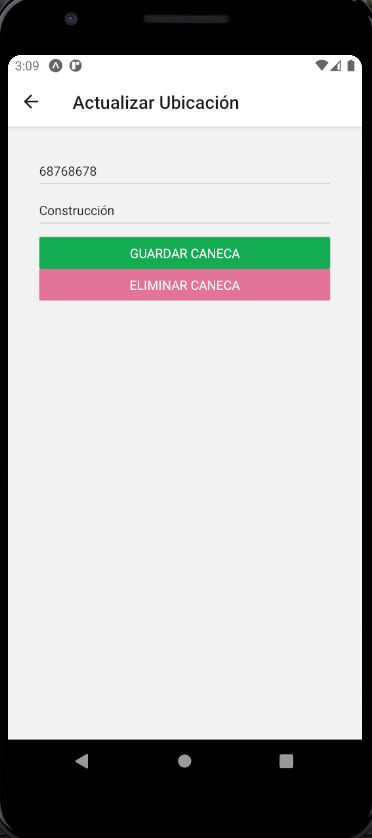 3:09
Actualizar Ubicación
68768678
Construcción
GUARDAR CANECA
ELIMINAR CANECA